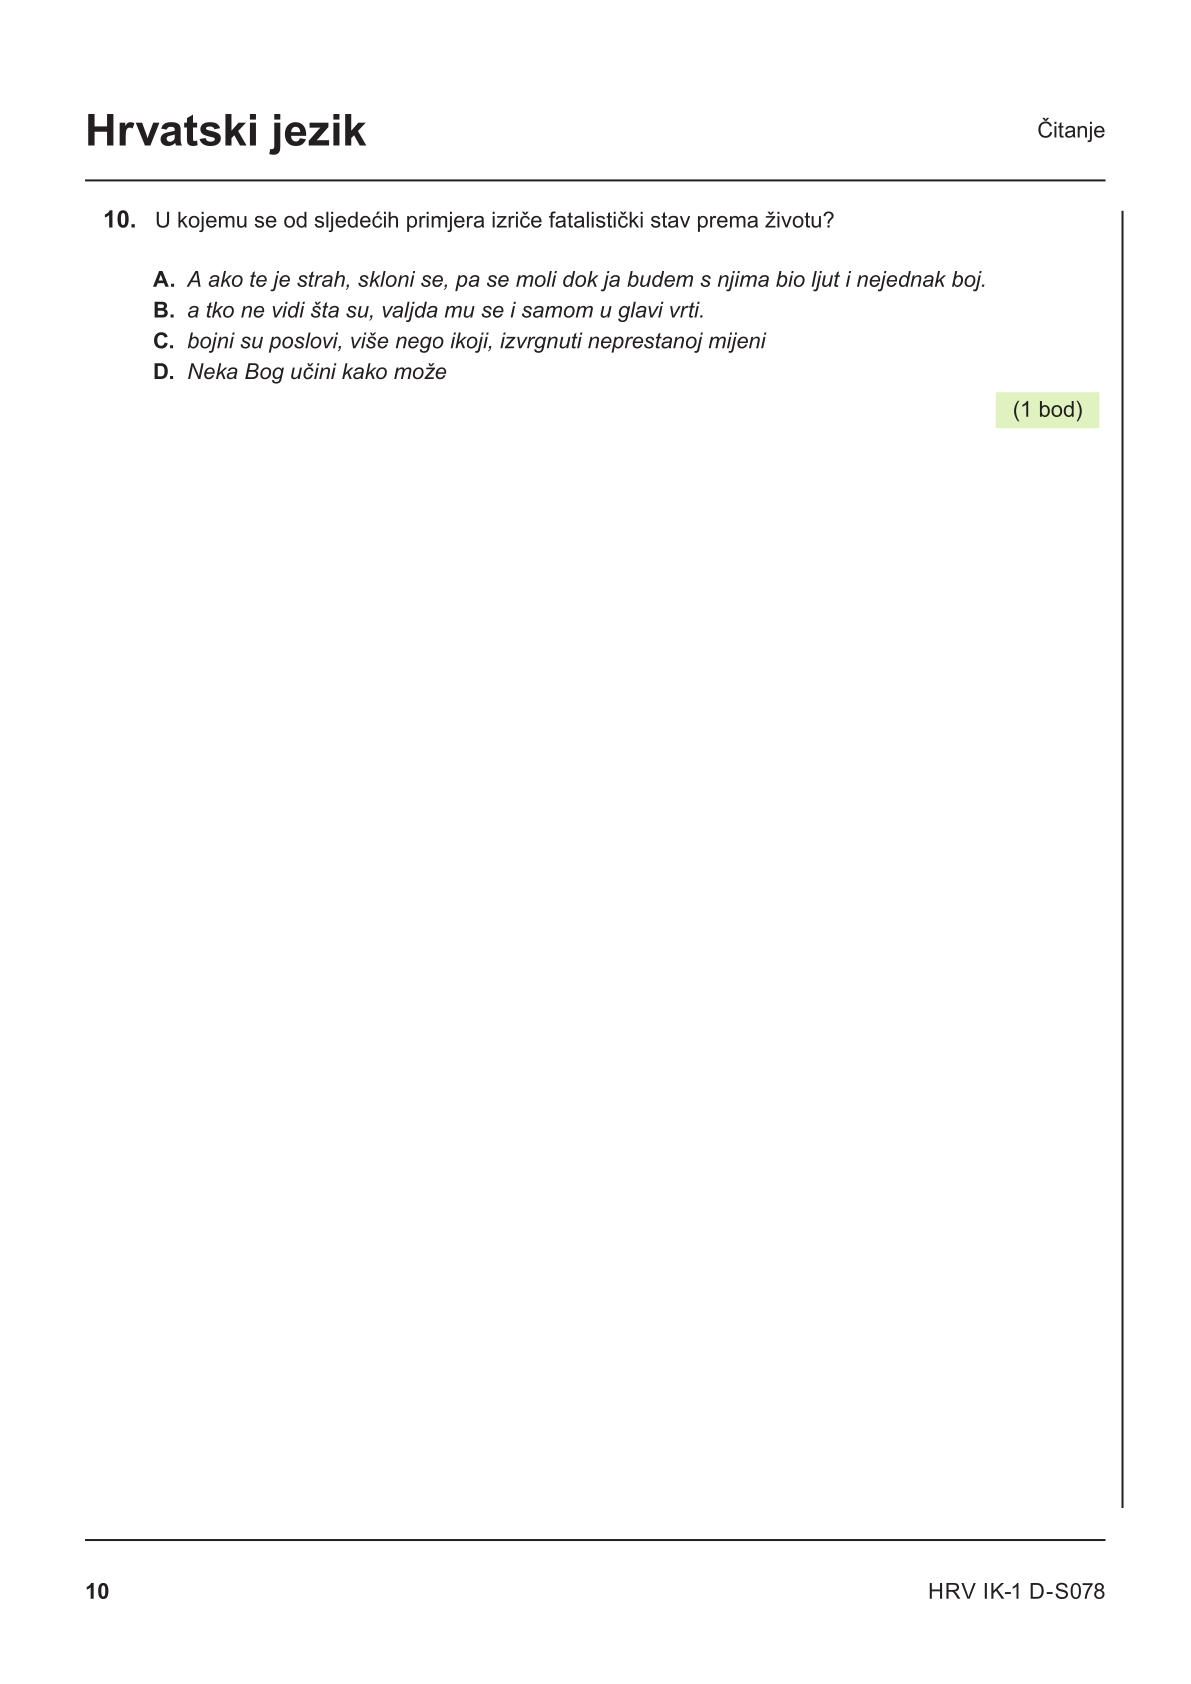 Hrvatski jezik
Čitanje
10. U kojemu se od sljedećih primjera izriče fatalistički stav prema životu?
A. A ako te je strah, skloni se, pa se moli dok ja budem s njima bio ljut i nejednak boj.
B. a tko ne vidi šta su, valjda mu se i samom u glavi vrti.
C. bojni su poslovi, više nego ikoji, izvrgnuti neprestanoj mijeni
D. Neka Bog učini kako može
(1 bod)
10
HRV IK-1 D-S078